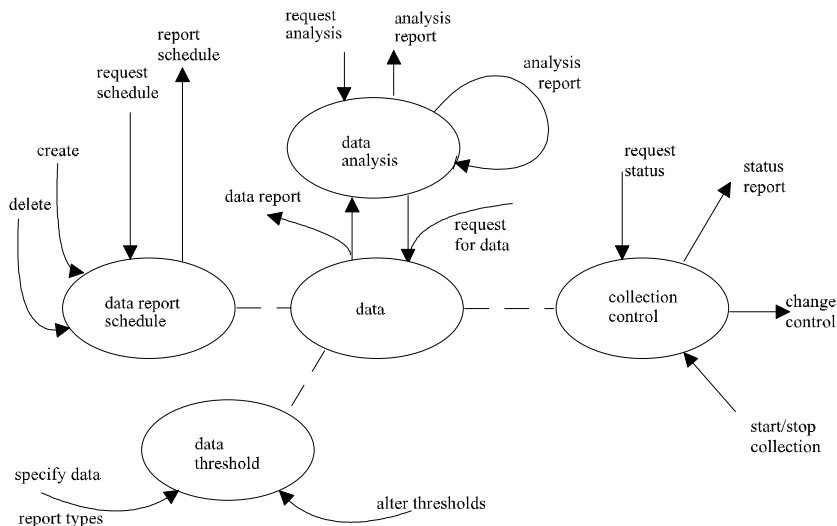 request
analysis
analysis
report
report
schedule
request
schedule
analysis
report
create
data
analysis
request
status
status
report
delete
data report
request
for data
data report
schedule
data
collection
control
change
control
data
threshold
start/stop
collection
specify data
report types
alter thresholds